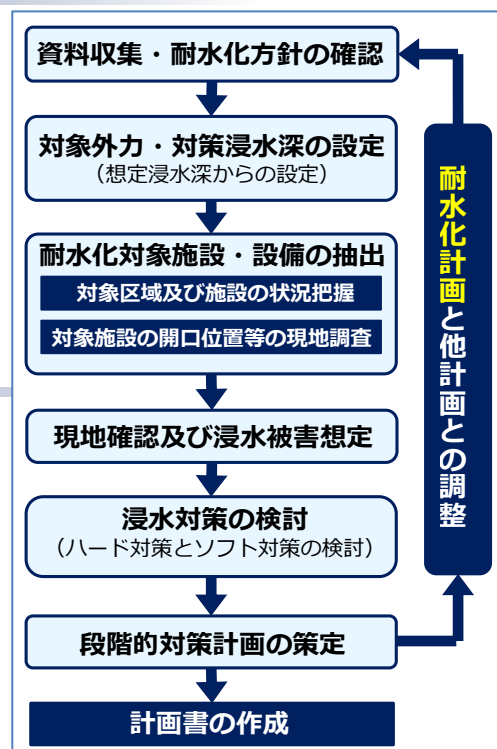 資料収集・耐水化方針の確認
対象外力・対策浸水深の設定
（想定浸水深からの設定）
耐水化対象施設・設備の抽出
対象区域及び施設の状況把握
対象施設の開口位置等の現地調査
現地確認及び浸水被害想定
浸水対策の検討
（ハード対策とソフト対策の検討）
段階的対策計画の策定
計画書の作成
耐水化計画と他計画との調整